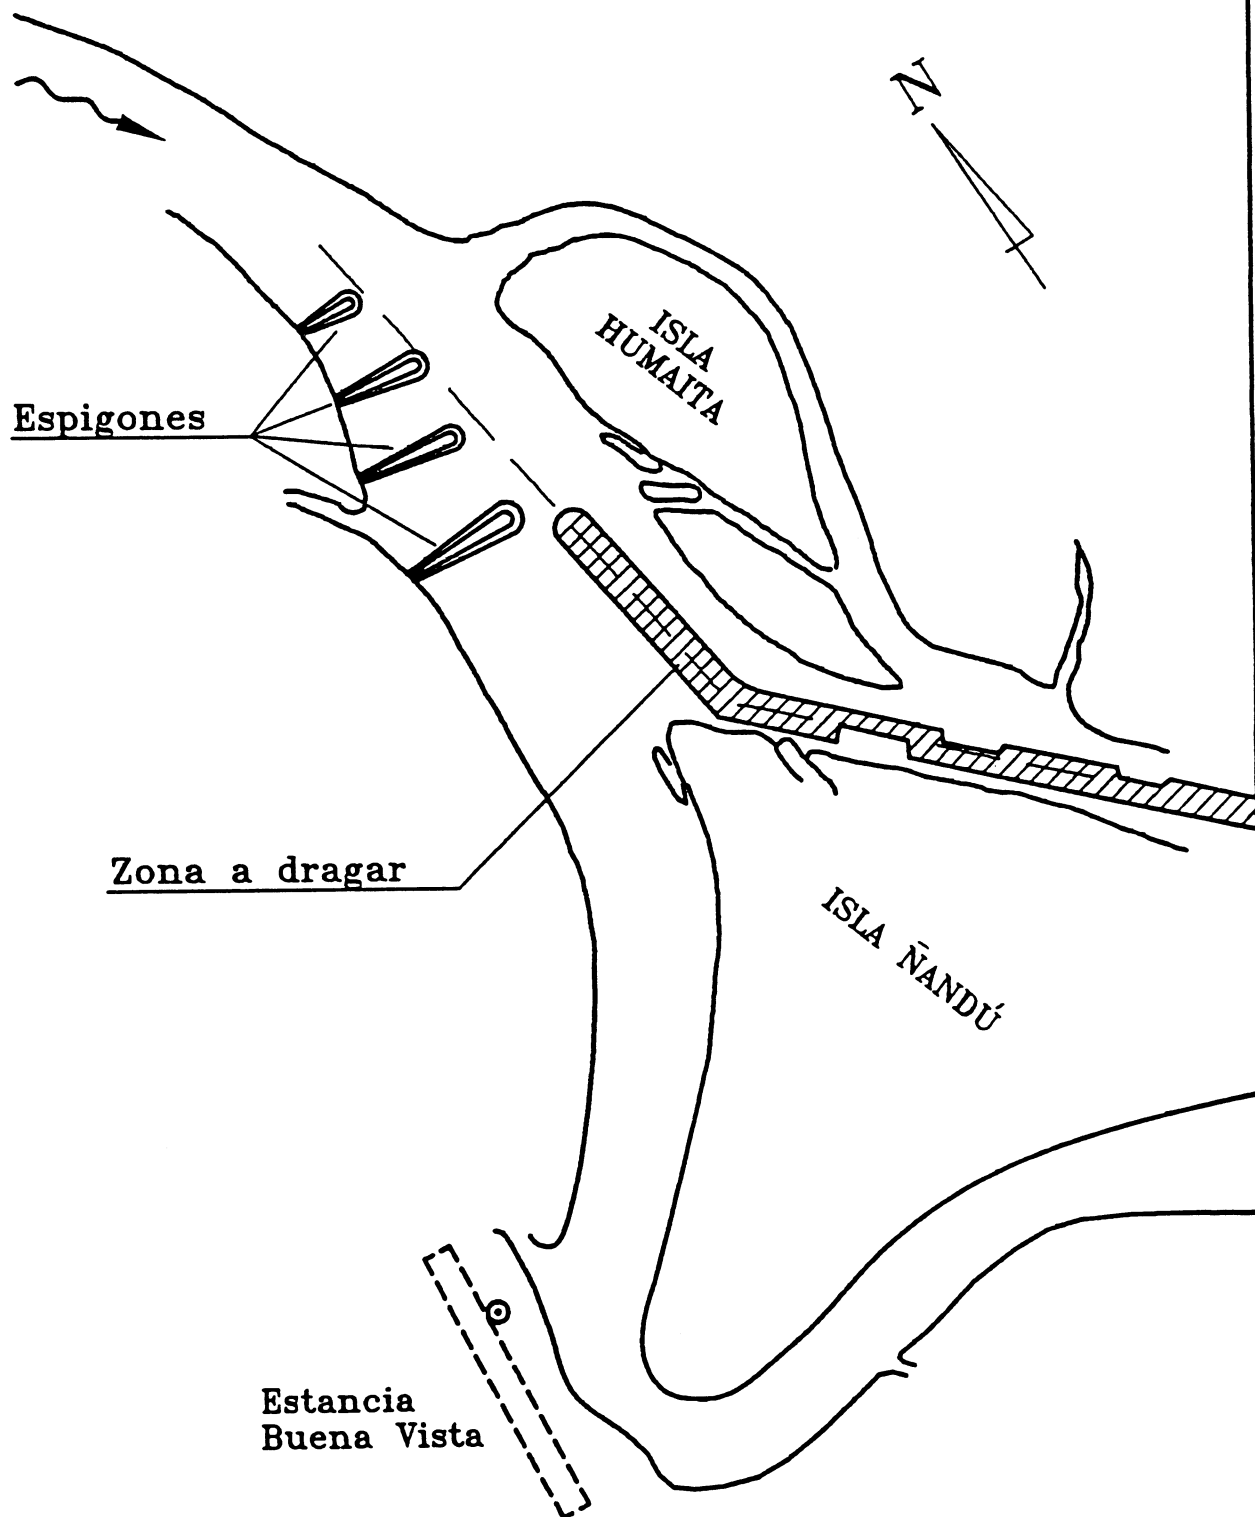 N
ISLA
HUMAITA
Espigones
Zona a dragar
ISLA ÑANDÚ
Estancia
Buena Vista